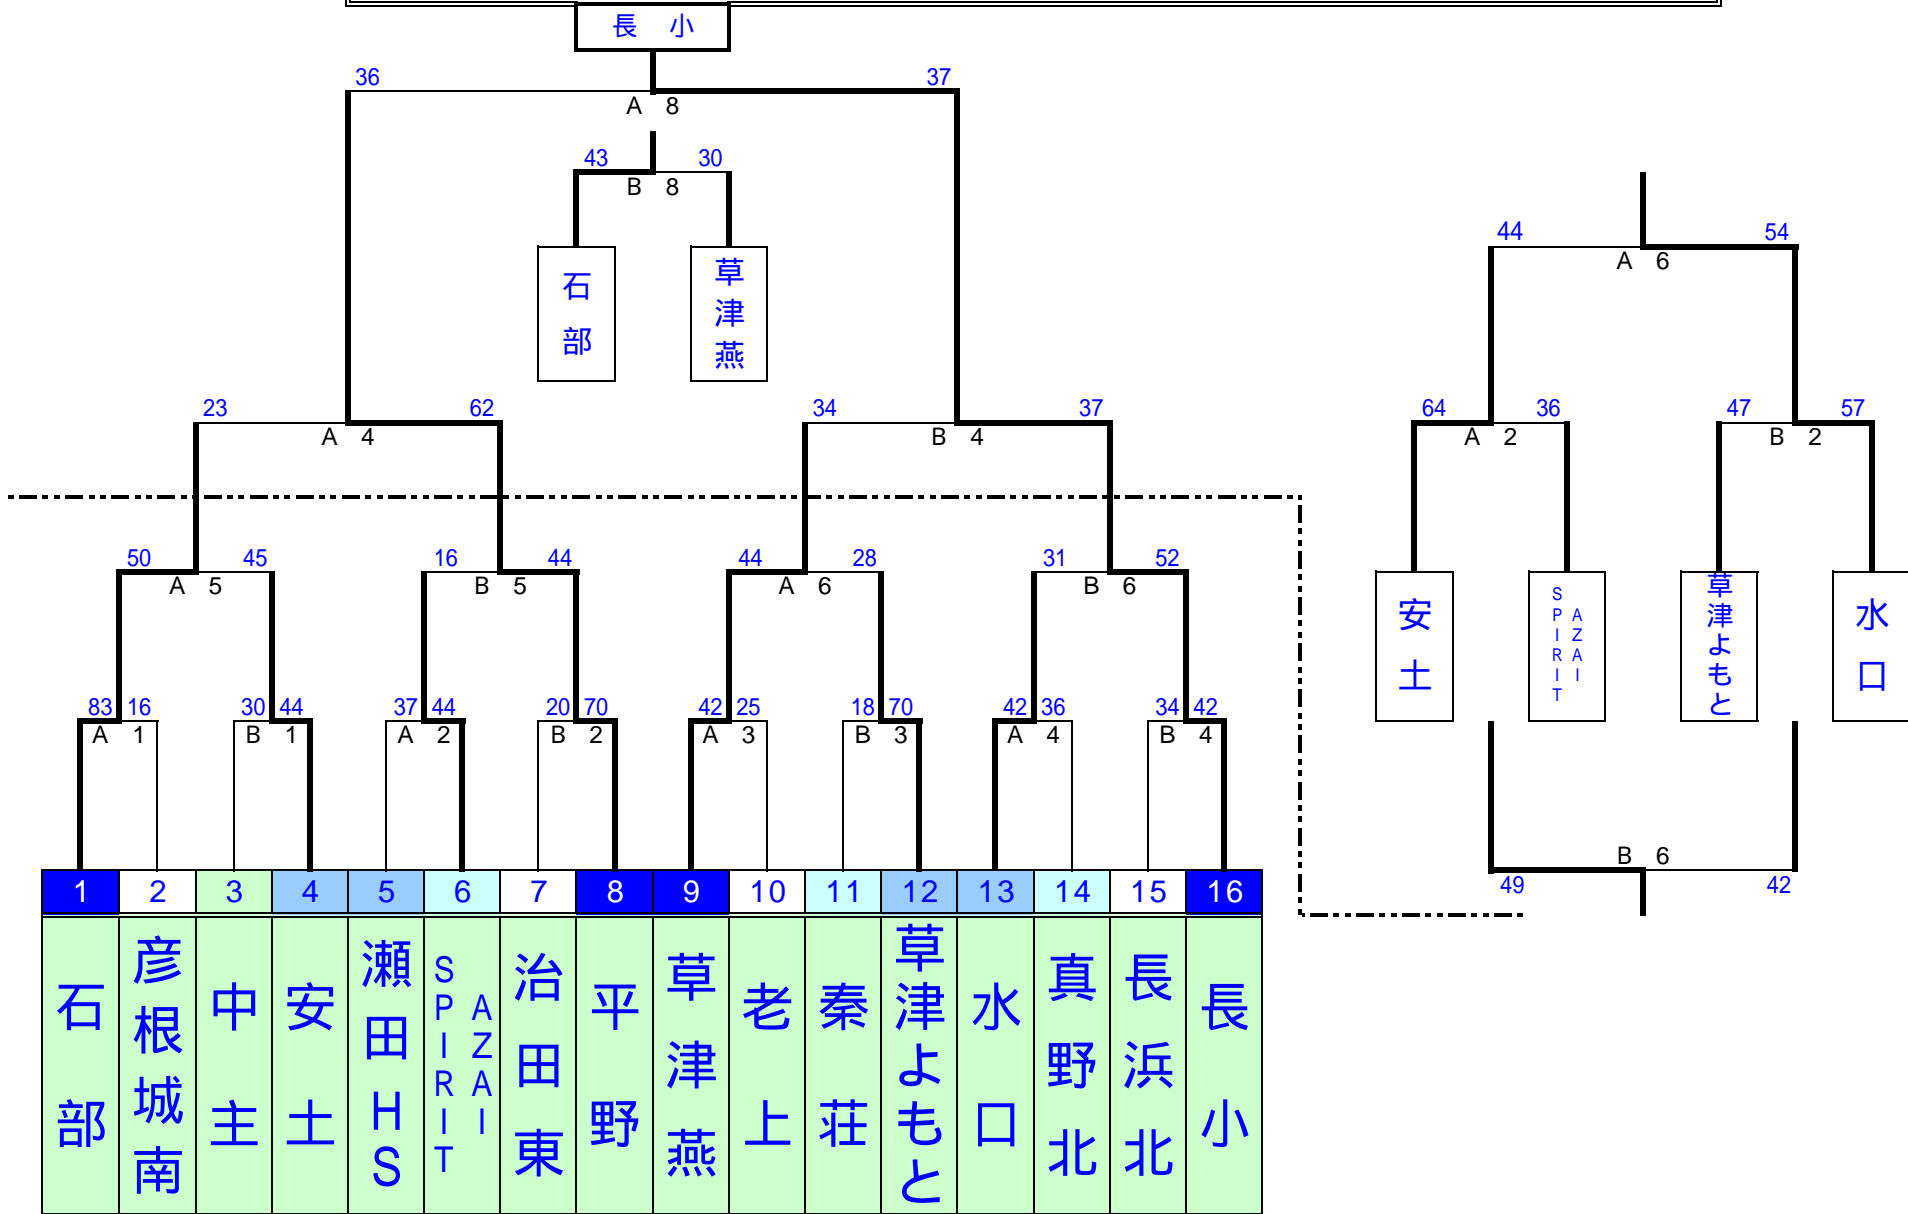 長 小
36 37
A 8
43 30
B 8
44 54
A 6
石部
草津燕
23 62
A 4
34 37
B 4
64 36
A 2
47 57
B 2
50 45
A 5
16 44
B 5
44 28
A 6
31 52
B 6
安土
AZAI
SPIRIT
草津よもと
水口
83 16
A 1
30 44
B 1
37 44
A 2
20 70
B 2
42 25
A 3
18 70
B 3
42 36
A 4
34 42
B 4
B 6
49 42
1 2 3 4 5 6 7 8 9 10 11 12 13 14 15 16
石部
彦根城南
中主
安土
瀬田HS
AZAI
SPIRIT
治田東
平野
草津燕
老上
秦荘
草津よもと
水口
真野北
長浜北
長小